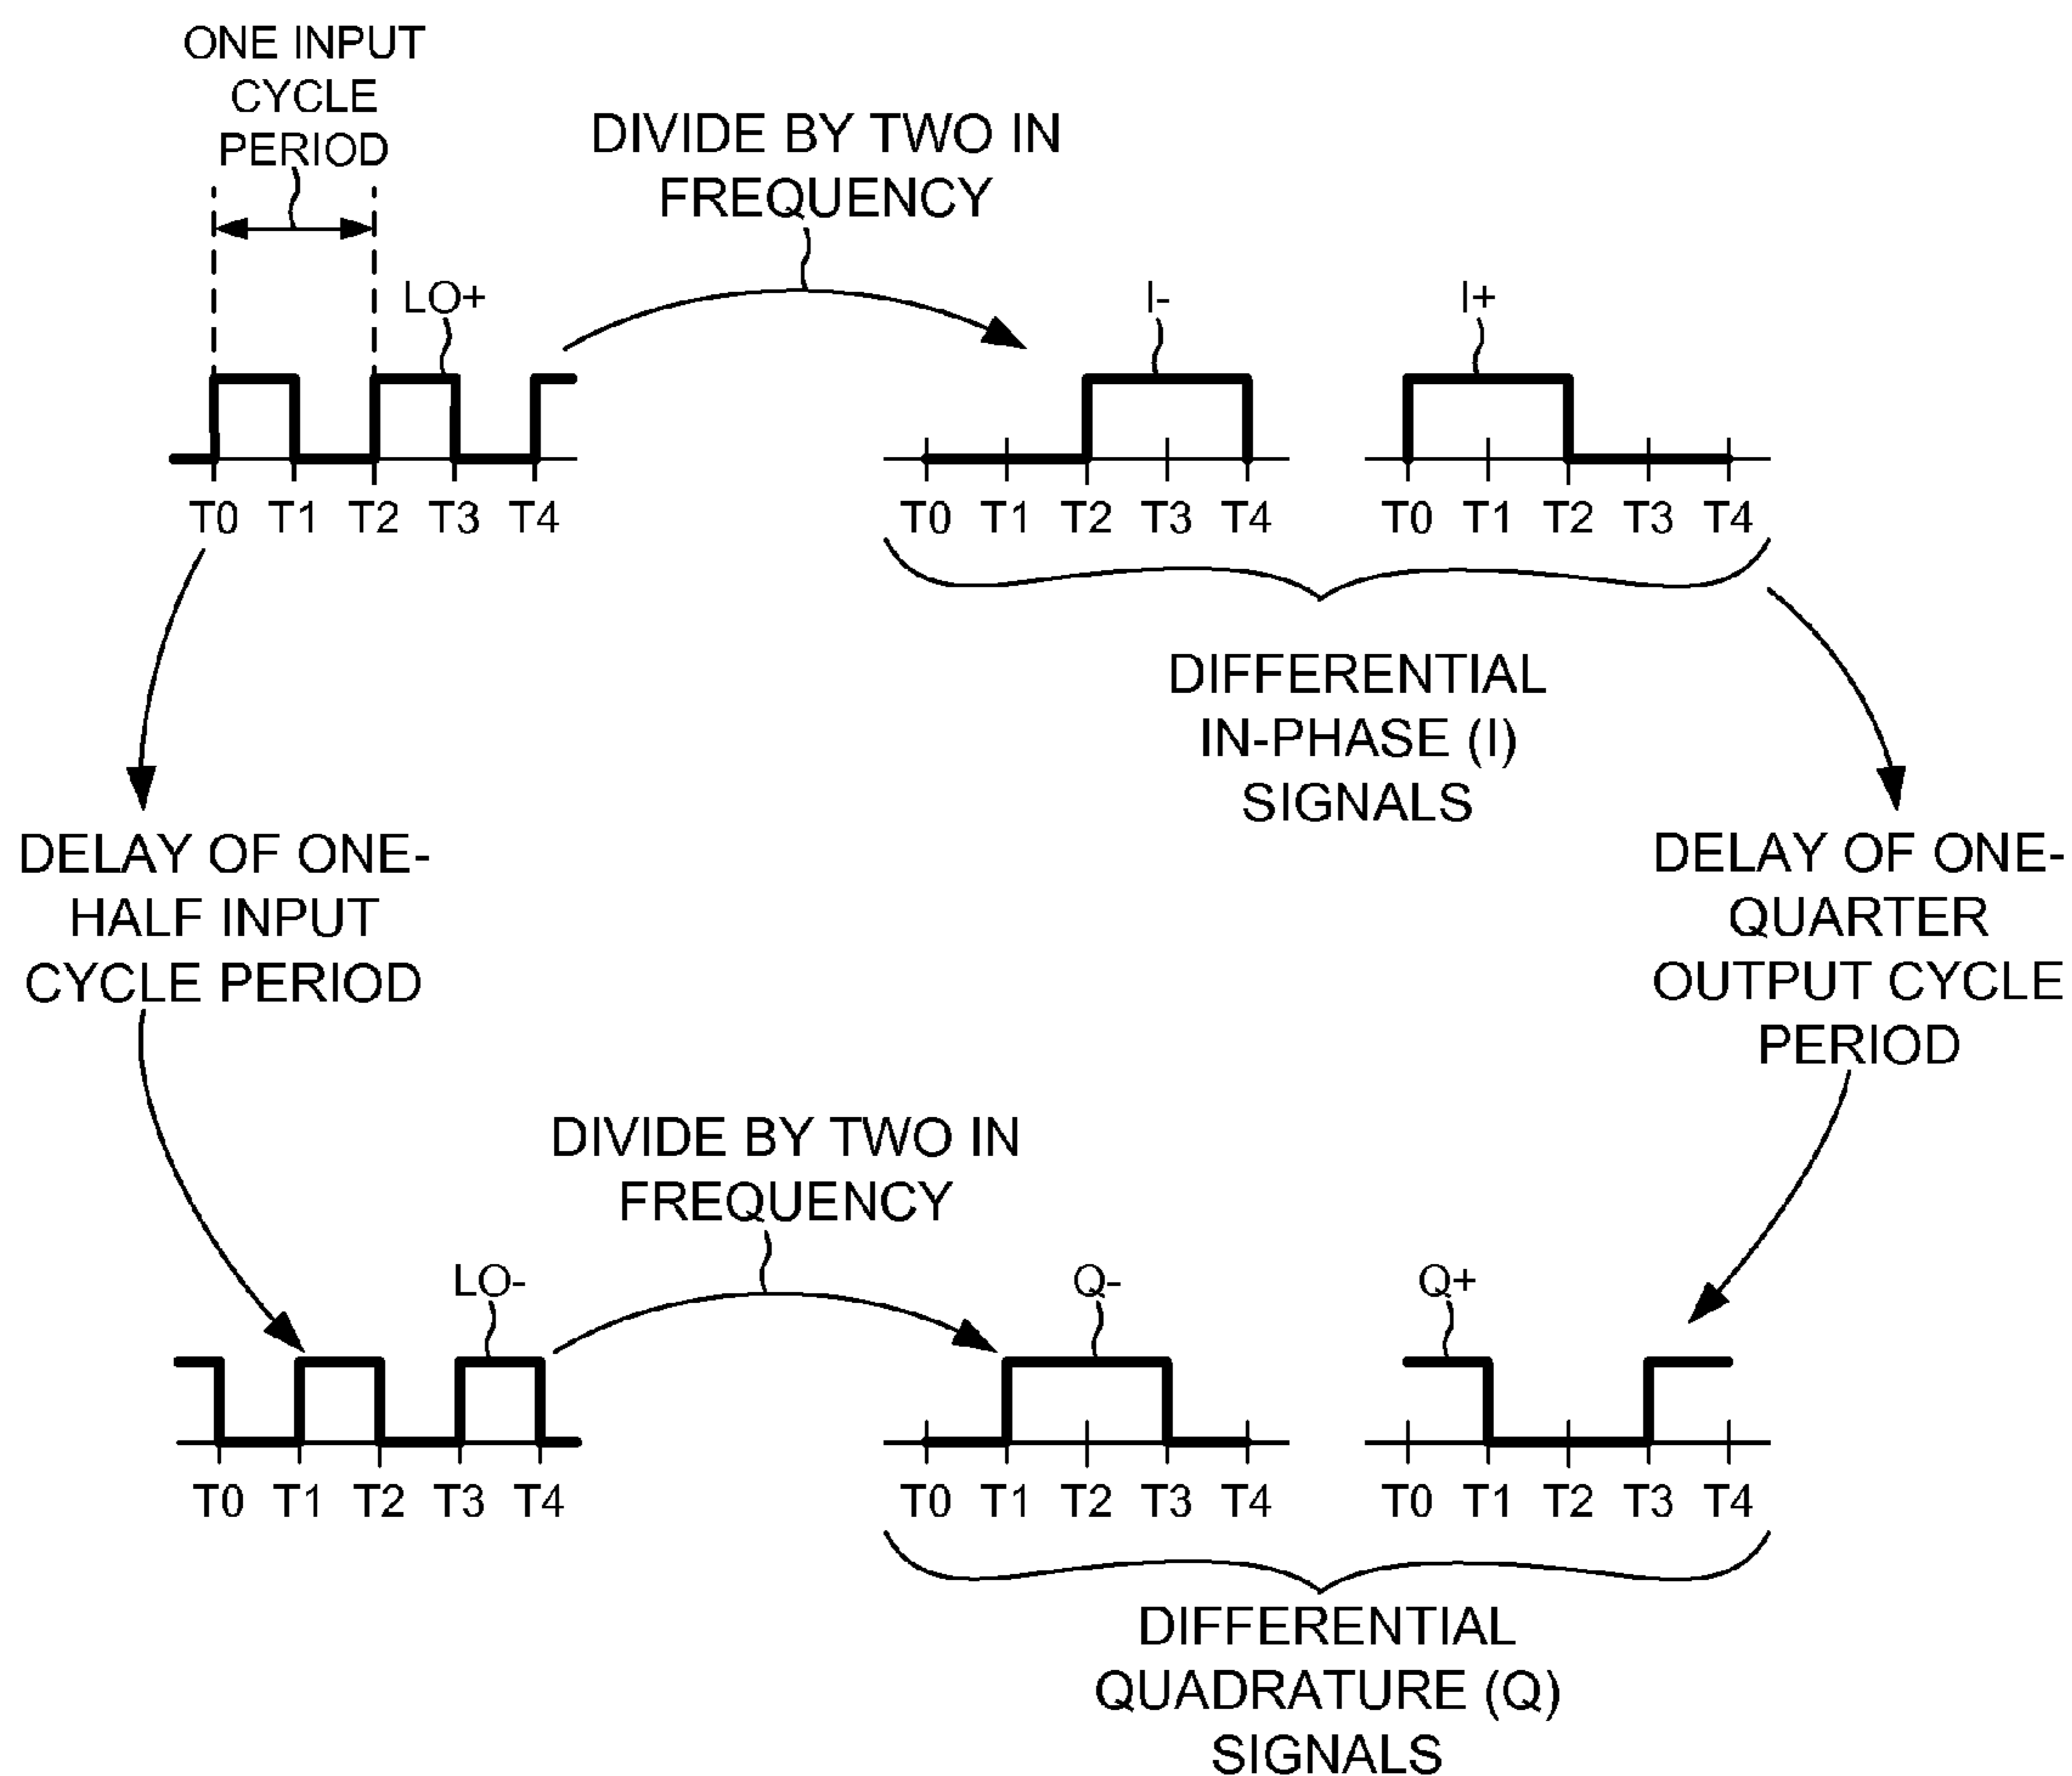 ONE INPUT
CYCLE
PERIOD
DIVIDE BY TWO IN
FREQUENCY
LO+
I-
I+
T0 T1 T2 T3 T4
T0 T1 T2 T3 T4
T0 T1 T2 T3 T4
DIFFERENTIAL
IN-PHASE (I)
SIGNALS
DELAY OF ONE-
HALF INPUT
CYCLE PERIOD
DELAY OF ONE-
QUARTER
OUTPUT CYCLE
PERIOD
DIVIDE BY TWO IN
FREQUENCY
LO-
Q-
Q+
T0 T1 T2 T3 T4
T0 T1 T2 T3 T4
T0 T1 T2 T3 T4
DIFFERENTIAL
QUADRATURE (Q)
SIGNALS